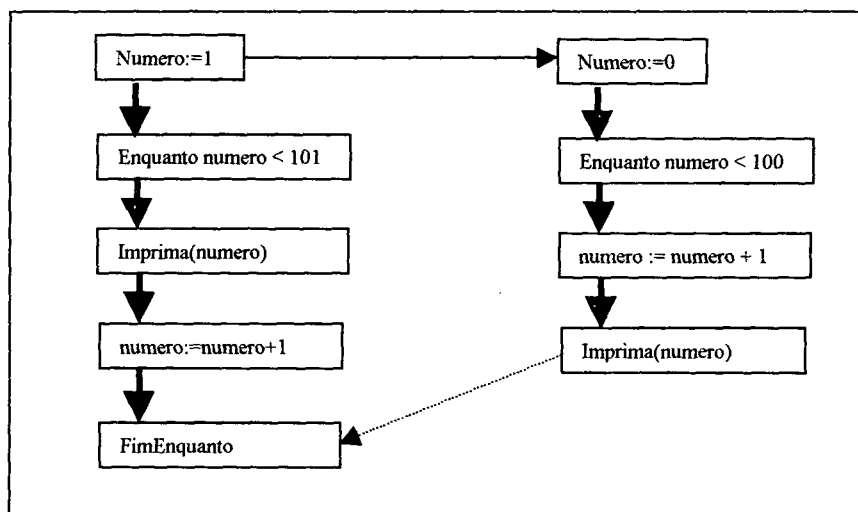 Numero:=1
Enquanto numero < 101
Imprima(numero)
numero:=numero+1
FimEnquanto
Numero:=0
Enquanto numero < 100
numero := numero + 1
Imprima(numero)